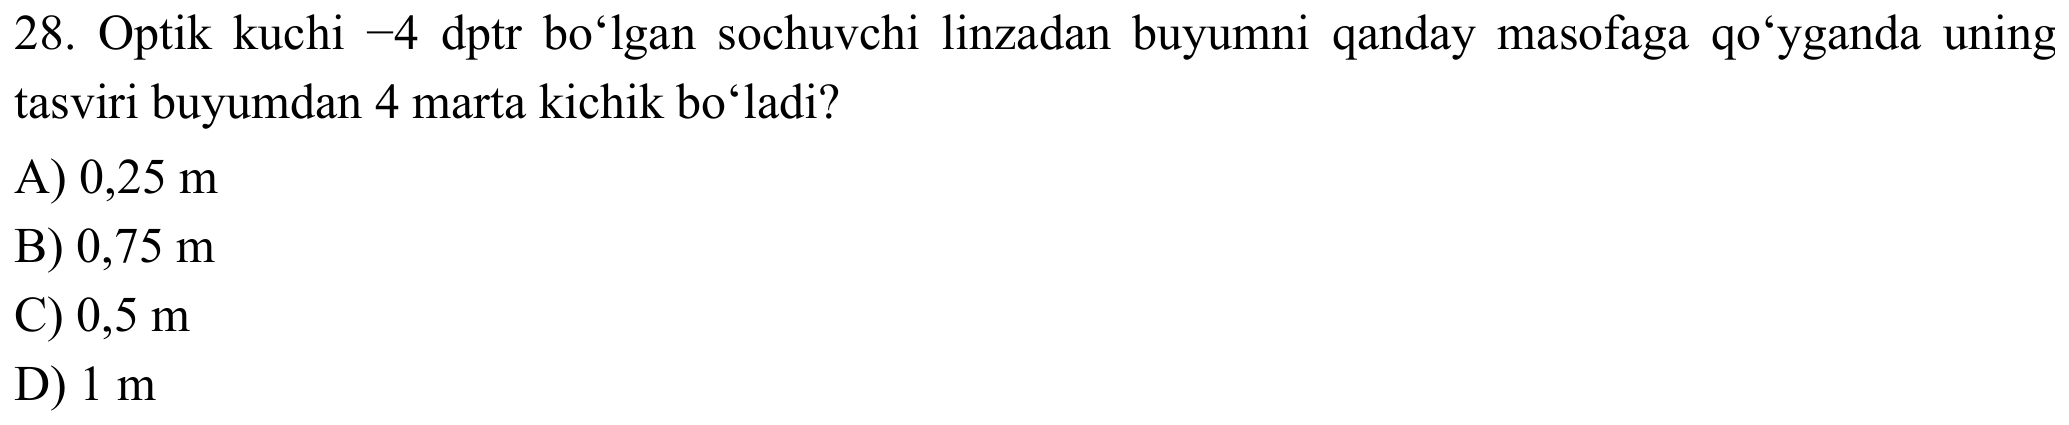 28. Optik kuchi −4 dptr bo‘lgan sochuvchi linzadan buyumni qanday masofaga qo‘yganda uning
tasviri buyumdan 4 marta kichik bo‘ladi?
A) 0,25 m
B) 0,75 m
C) 0,5 m
D) 1 m